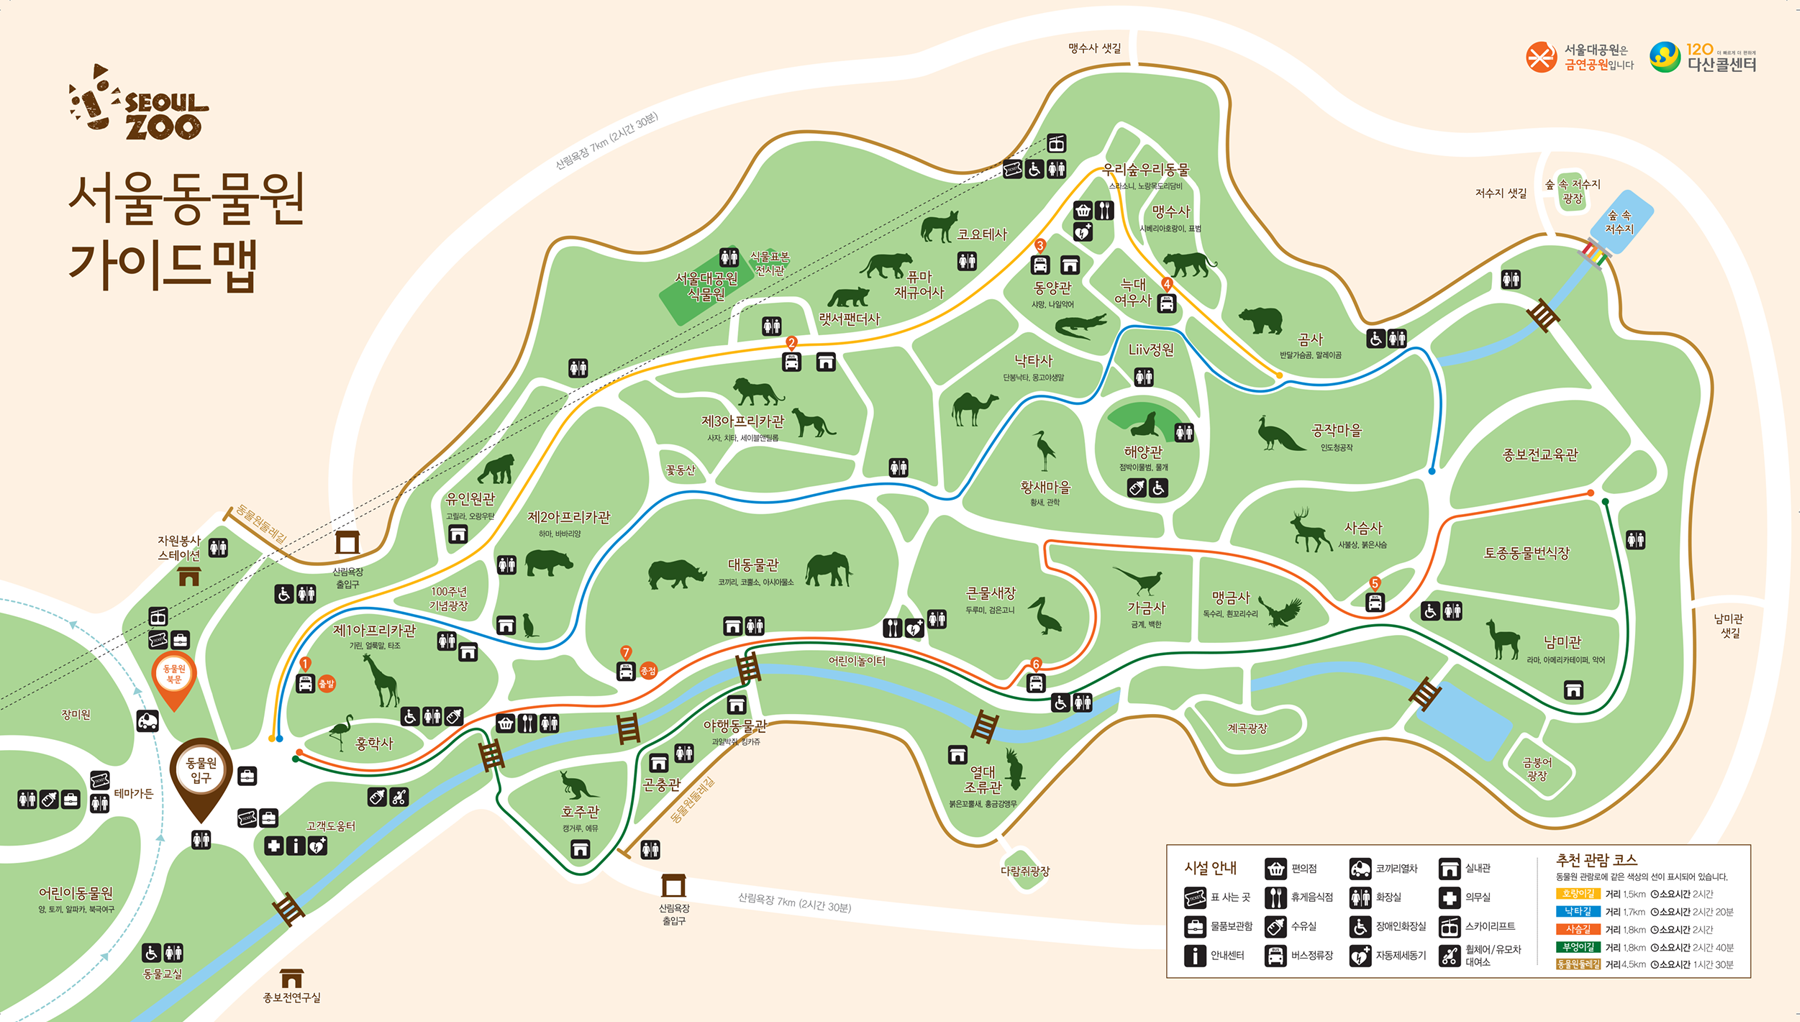 SEOUL
ZOO
서울동물원
가이드맵
서울대공원은
금연공원입니다
120
더 빠르게 더 편하게
다산콜센터
맹수사 샛길
산림욕장 7km (2시간 30분)
저수지 샛길
숲 속 저수지
광장
숲 속
저수지
우리숲우리동물
스라소니, 노랑목도리담비
맹수사
시베리아호랑이, 표범
코요테사
3
식물표본
전시관
서울대공원
식물원
퓨마
재규어사
랫서팬더사
동양관
샤망, 나일악어
늑대
여우사
4
곰사
반달가슴곰, 알레이곰
2
Liiv정원
낙타사
단봉낙타, 몽고야생말
제3아프리카관
사자, 치타, 세이블앤틸롭
꽃동산
해양관
점박이물범, 물개
공작마을
인도청공작
종보전교육관
유인원관
고릴라, 오랑우탄
황새마을
황새, 관학
제2아프리카관
하마, 바바리양
동물원둘레길
자원봉사
스테이션
산림욕장
출입구
사슴사
사불상, 붉은사슴
토종동물번식장
대동물관
코끼리, 코뿔소, 아시아물소
100주년
기념광장
큰물새장
두루미, 검은고니
가금사
금계, 백한
맹금사
독수리, 흰꼬리수리
5
남미관
샛길
제1아프리카관
기린, 얼룩말, 타조
남미관
라마, 아메리카테이퍼, 악어
동물원
북문
1
출발
7
종점
어린이놀이터
6
장미원
홍학사
야행동물관
과일박쥐, 킹카쥬
계곡광장
동물원
입구
테마가든
곤충관
동물원둘레길
열대
조류관
붉은꼬뿔새, 홍금강앵무
금붕어
광장
호주관
캥거루, 에뮤
고객도움터
다람쥐광장
어린이동물원
양, 토끼, 알파카, 북극여우
산림욕장
출입구
산림욕장 7km (2시간 30분)
동물교실
종보전연구실
시설 안내
편의점
코끼리열차
실내관
표 사는 곳
휴게음식점
화장실
의무실
물품보관함
수유실
장애인화장실
스카이리프트
안내센터
버스정류장
자동제세동기
휠체어/유모차
대여소
추천 관람 코스
동물원 관람로에 같은 색상의 선이 표시되어 있습니다.
호랑이길 거리 1,5km 소요시간 2시간
낙타길 거리 1,7km 소요시간 2시간 20분
사슴길 거리 1,8km 소요시간 2시간
부엉이길 거리 1,8km 소요시간 2시간 40분
동물원둘레길 거리 4,5km 소요시간 1시간 30분